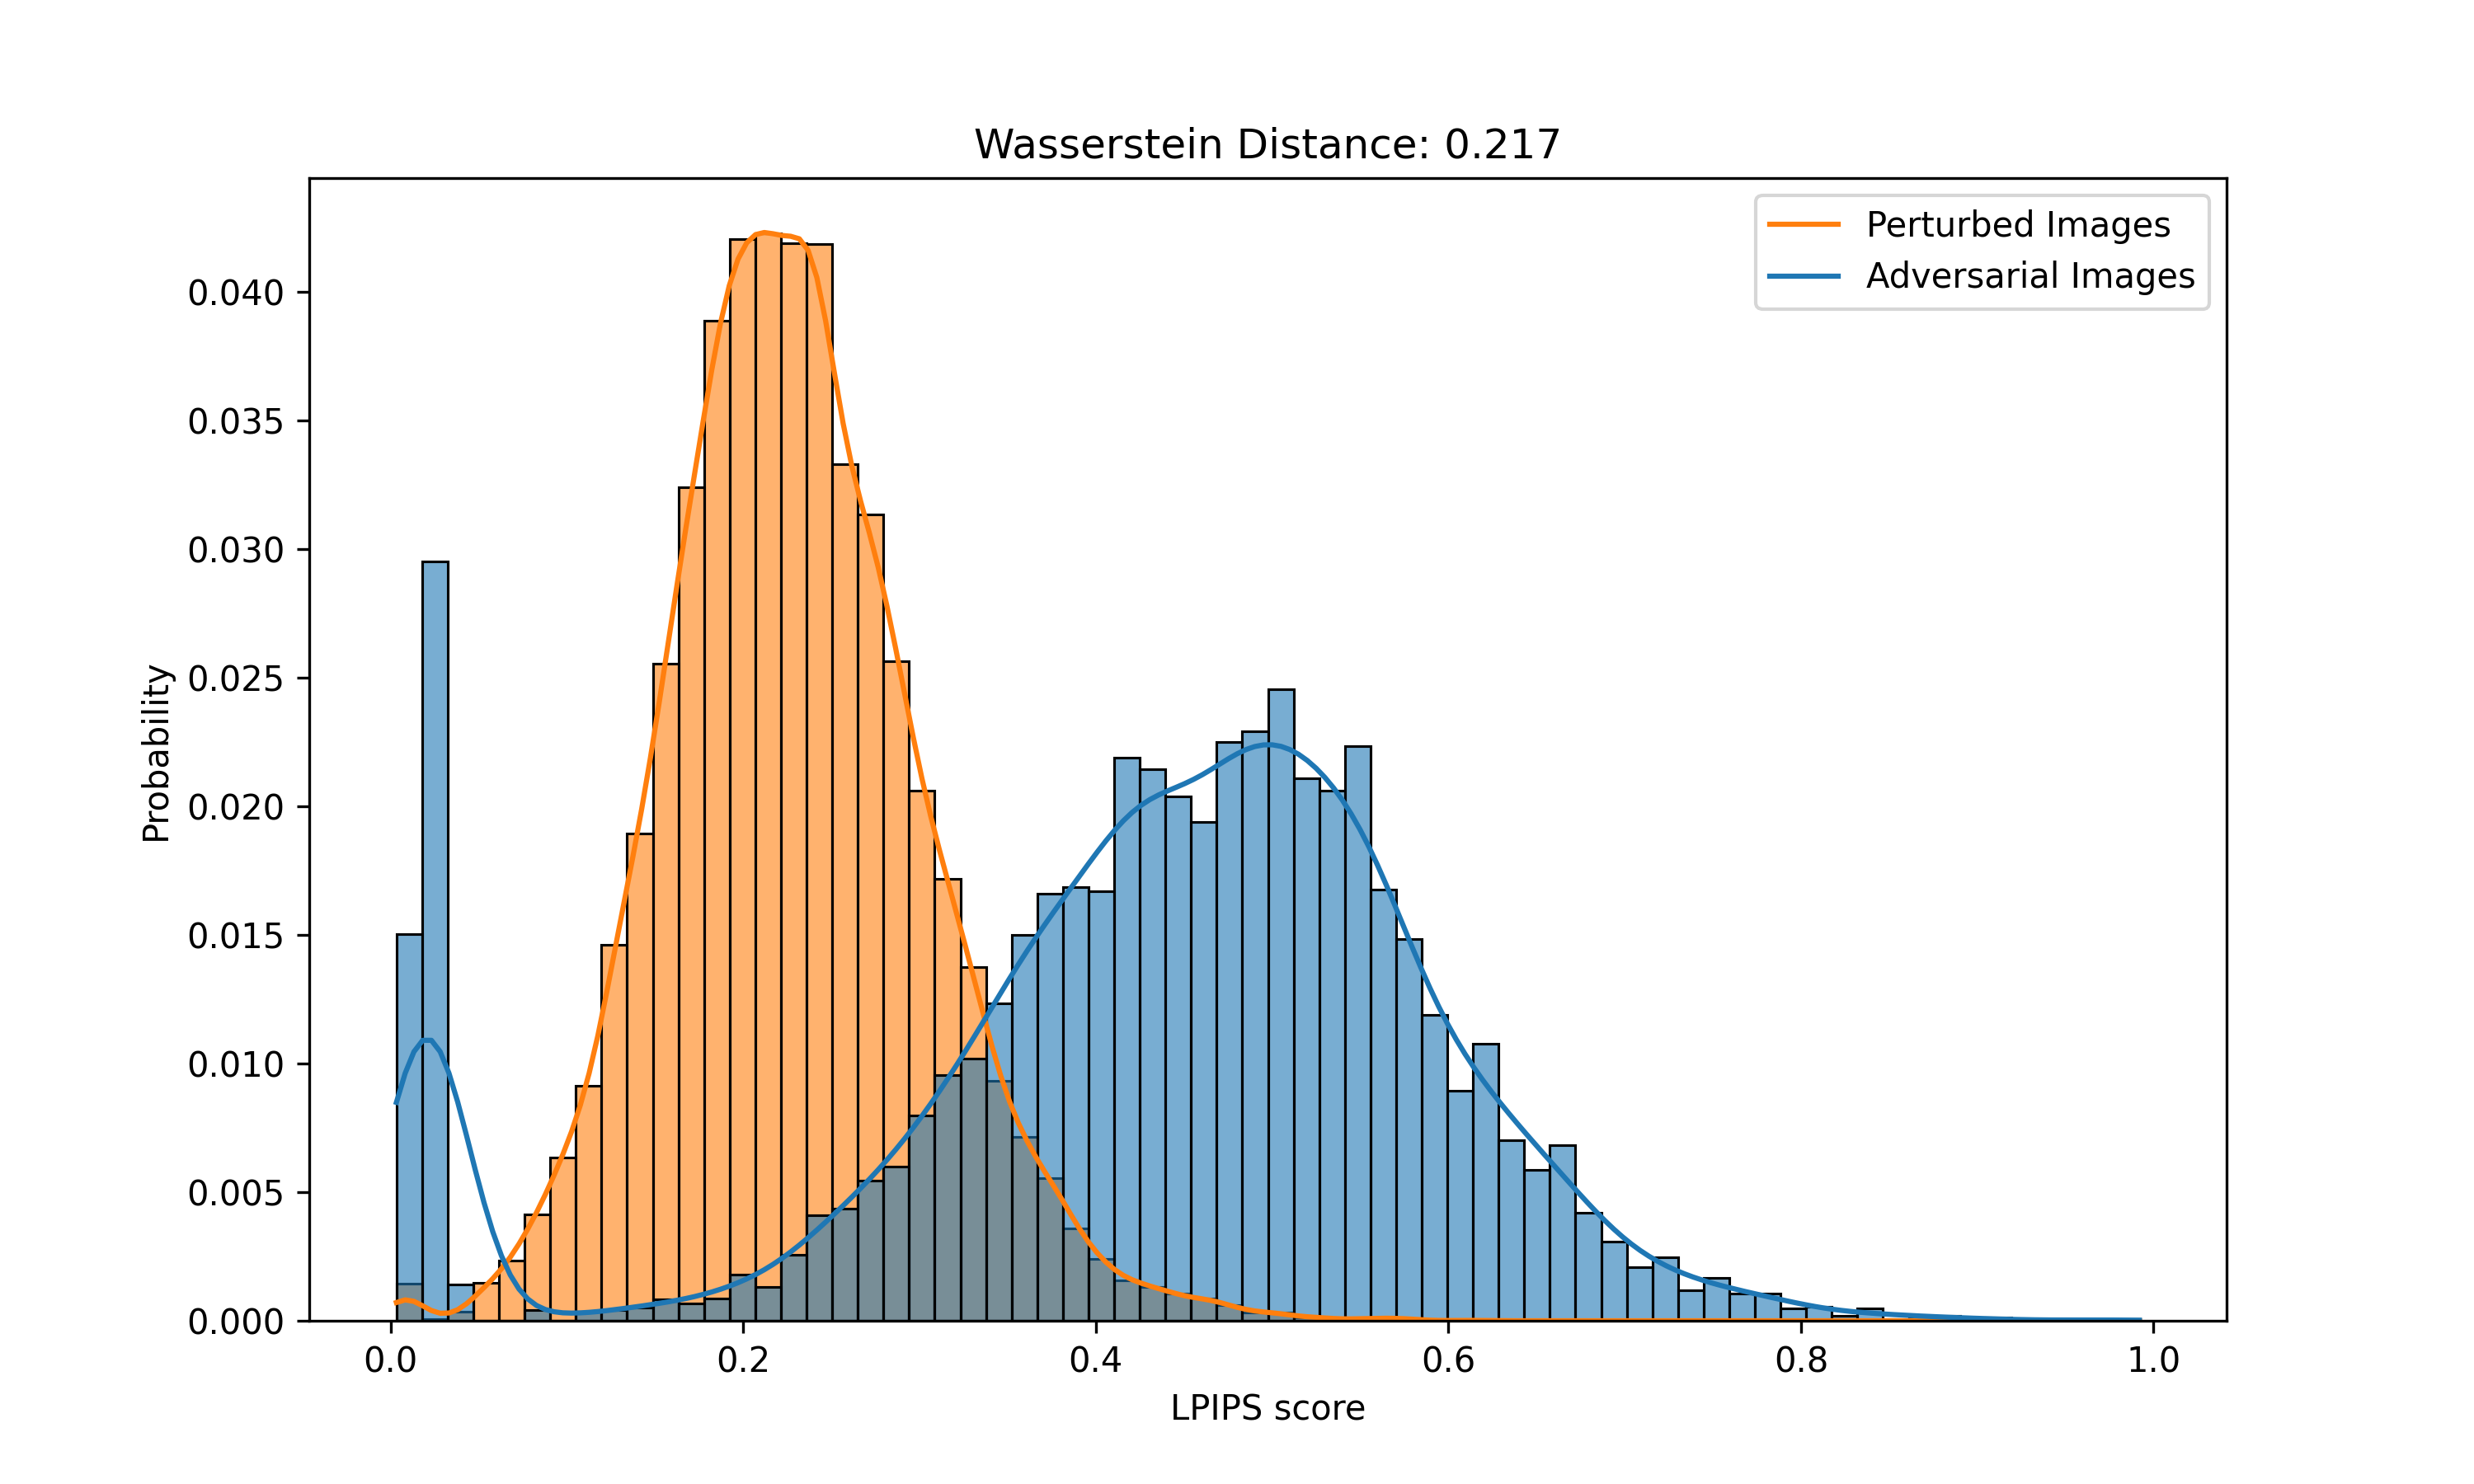 Wasserstein Distance: 0.217
Perturbed Images
Adversarial Images
Probability
0.040
0.035
0.030
0.025
0.020
0.015
0.010
0.005
0.000
0.0 0.2 0.4 0.6 0.8 1.0
LPIPS score